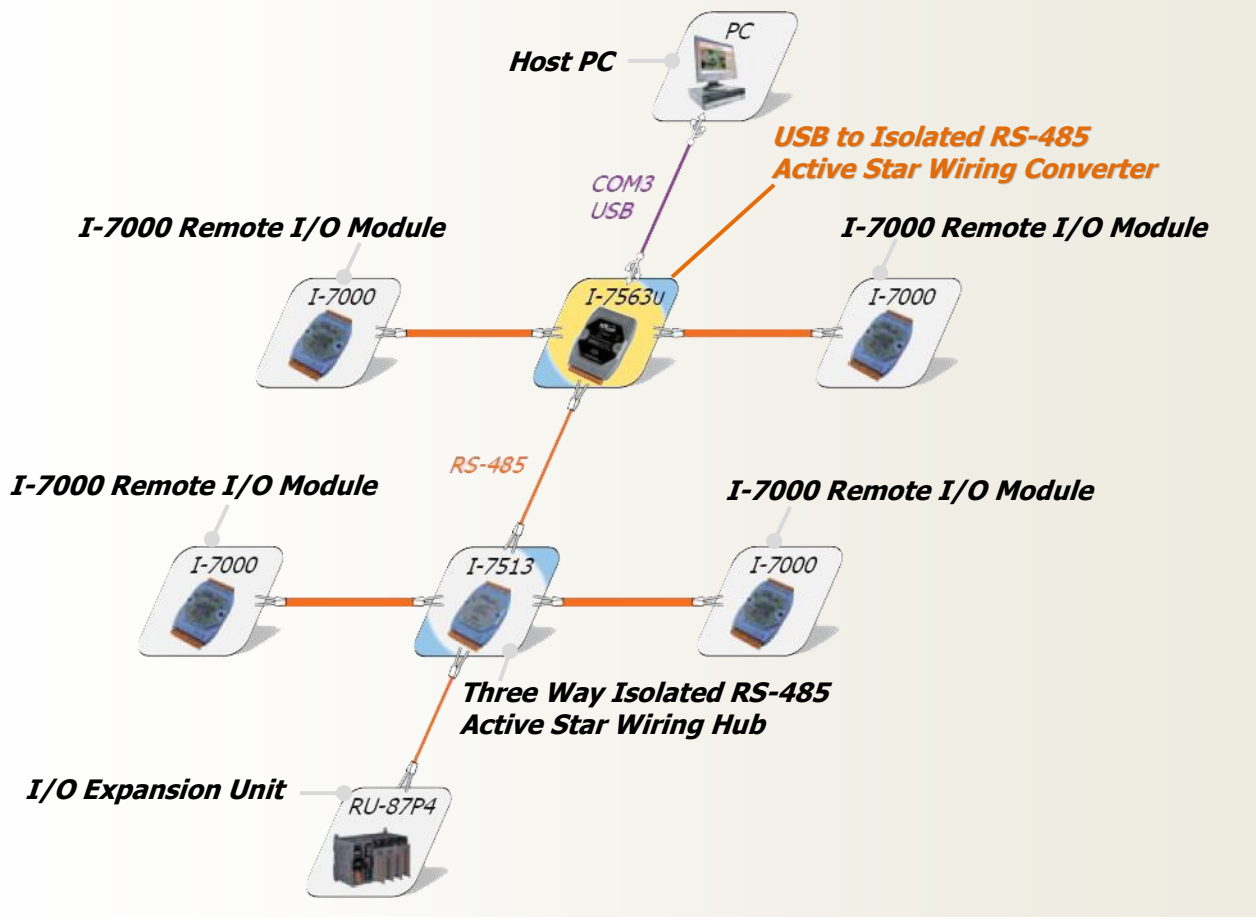 PC
Host PC
USB to Isolated RS-485
Active Star Wiring Converter
COM3
USB
I-7000 Remote I/O Module
I-7000 Remote I/O Module
I-7000
I-7563U
I-7000
RS-485
I-7000 Remote I/O Module
I-7000 Remote I/O Module
I-7000
I-7513
I-7000
Three Way Isolated RS-485
Active Star Wiring Hub
I/O Expansion Unit
RU-87P4